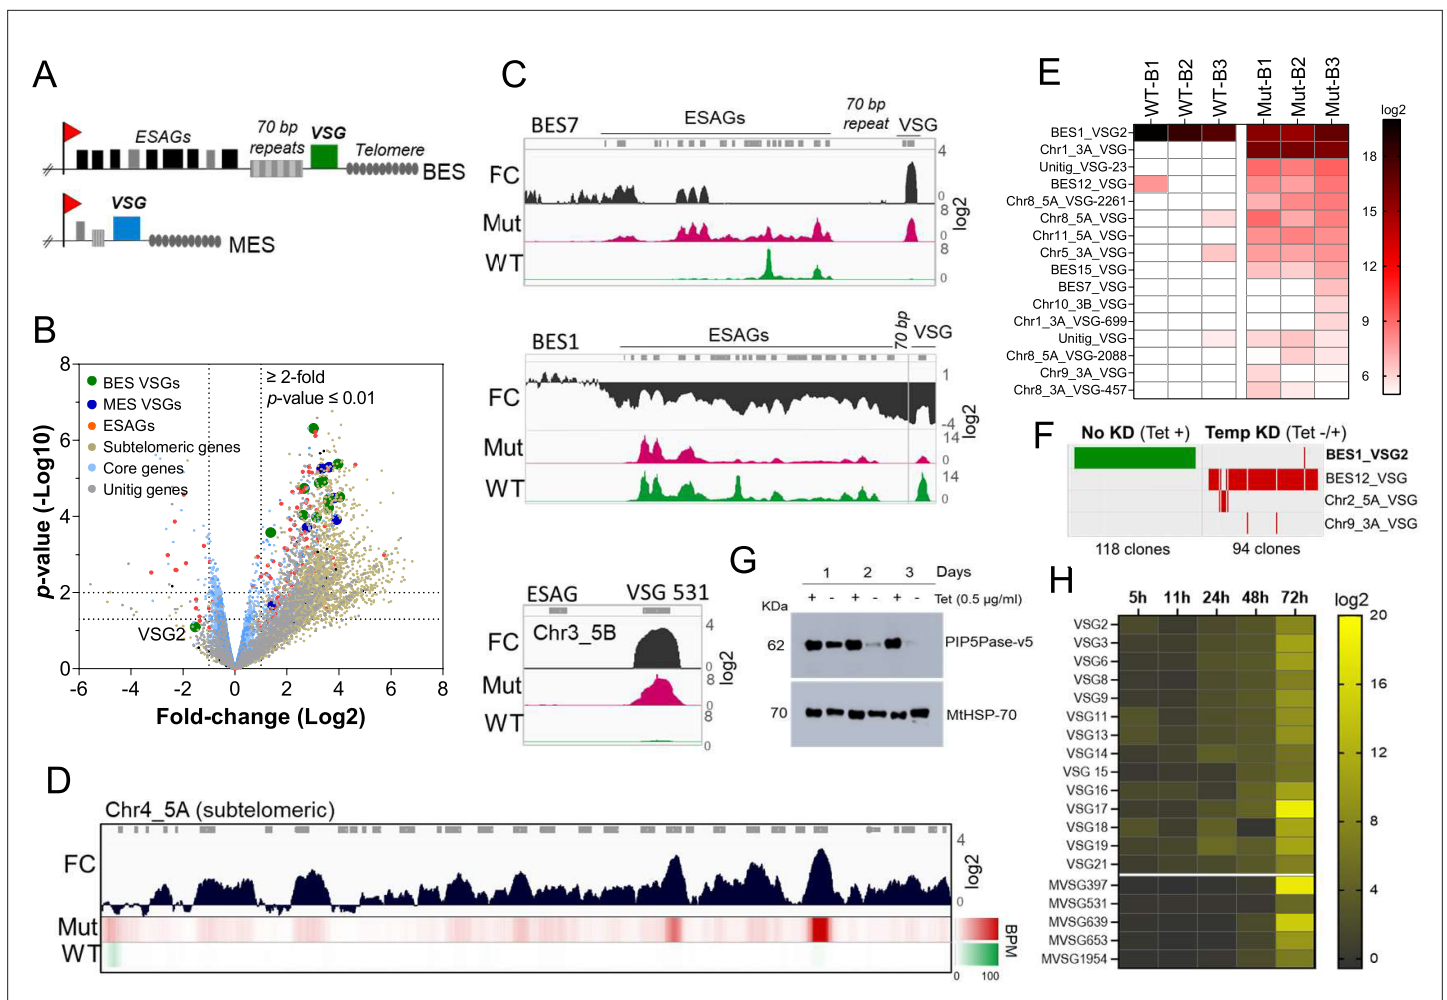 A
ESAGs
70 bp
repeats
VSG
Telomere
BES
VSG
MES
B
8
6
4
2
0
p-value (-Log10)
≥ 2-fold
p-value ≤ 0.01
BES VSGs
MES VSGs
ESAGs
Subtelomeric genes
Core genes
Unitig genes
VSG2
-6 -4 -2 0 2 4 6 8
Fold-change (Log2)
C
BES7
ESAGs
70 bp
repeat
VSG
FC
4
0
Mut
8
0
WT
8
0
log2
BES1
ESAGs
70 bp
VSG
FC
1
-4
Mut
14
0
WT
14
0
log2
ESAG
VSG 531
Chr3_5B
FC
4
0
Mut
8
0
WT
8
0
log2
D
Chr4_5A (subtelomeric)
FC
4
0
log2
Mut
WT
BPM
0 100
E
WT-B1 WT-B2 WT-B3 Mut-B1 Mut-B2 Mut-B3
log2
BES1_VSG2
Chr1_3A_VSG
Unitig_VSG-23
BES12_VSG
Chr8_5A_VSG-2261
Chr8_5A_VSG
Chr11_5A_VSG
Chr5_3A_VSG
BES15_VSG
BES7_VSG
Chr10_3B_VSG
Chr1_3A_VSG-699
Unitig_VSG
Chr8_5A_VSG-2088
Chr9_3A_VSG
Chr8_3A_VSG-457
18
15
12
9
6
F
No KD (Tet +) Temp KD (Tet -/+)
BES1_VSG2
BES12_VSG
Chr2_5A_VSG
Chr9_3A_VSG
118 clones 94 clones
G
1 2 3 Days
KDa
+ - + - + - Tet (0.5 µg/ml)
62 PIP5Pase-v5
70 MtHSP-70
H
5h 11h 24h 48h 72h log2
VSG2
VSG3
VSG6
VSG8
VSG9
VSG11
VSG13
VSG14
VSG 15
VSG16
VSG17
VSG18
VSG19
VSG21
MVSG397
MVSG531
MVSG639
MVSG653
MVSG1954
20
16
12
8
4
0